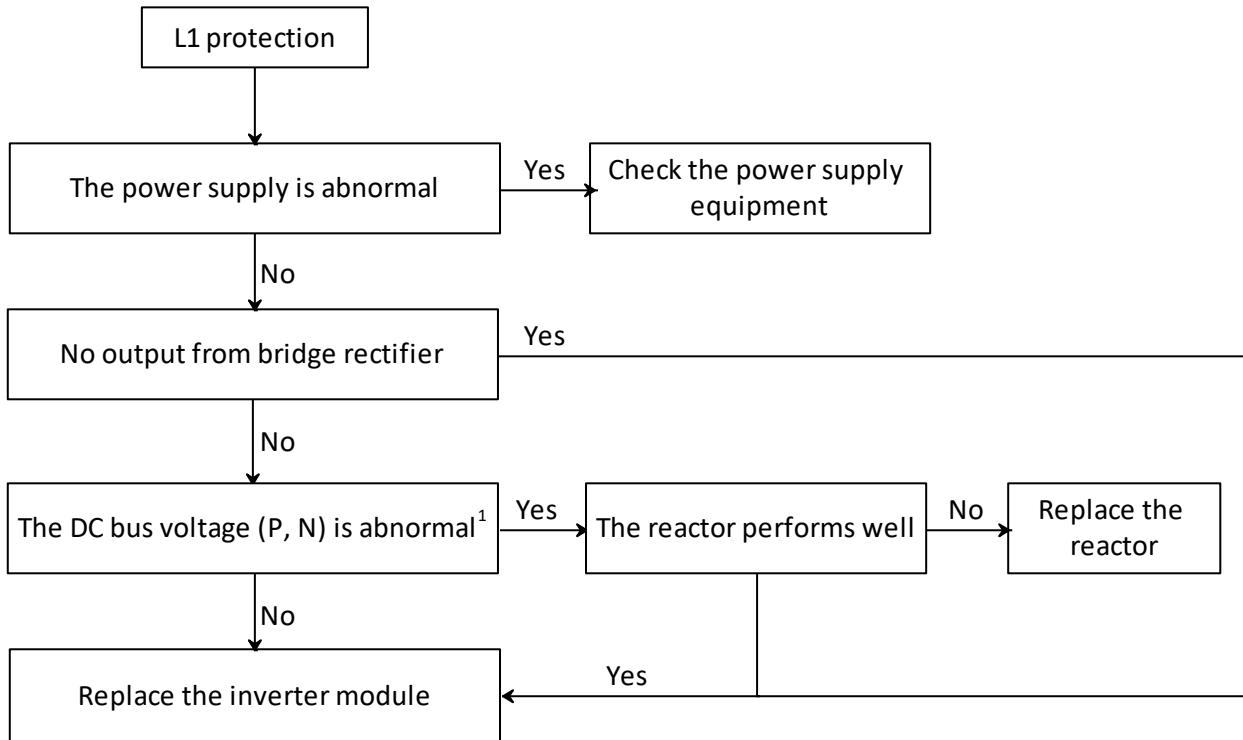 L1 protection
The power supply is abnormal
Yes
Check the power supply
equipment
No
No output from bridge rectifier
Yes
No
The DC bus voltage (P, N) is abnormal1
Yes
The reactor performs well
No
Replace the
reactor
No
Replace the inverter module
Yes